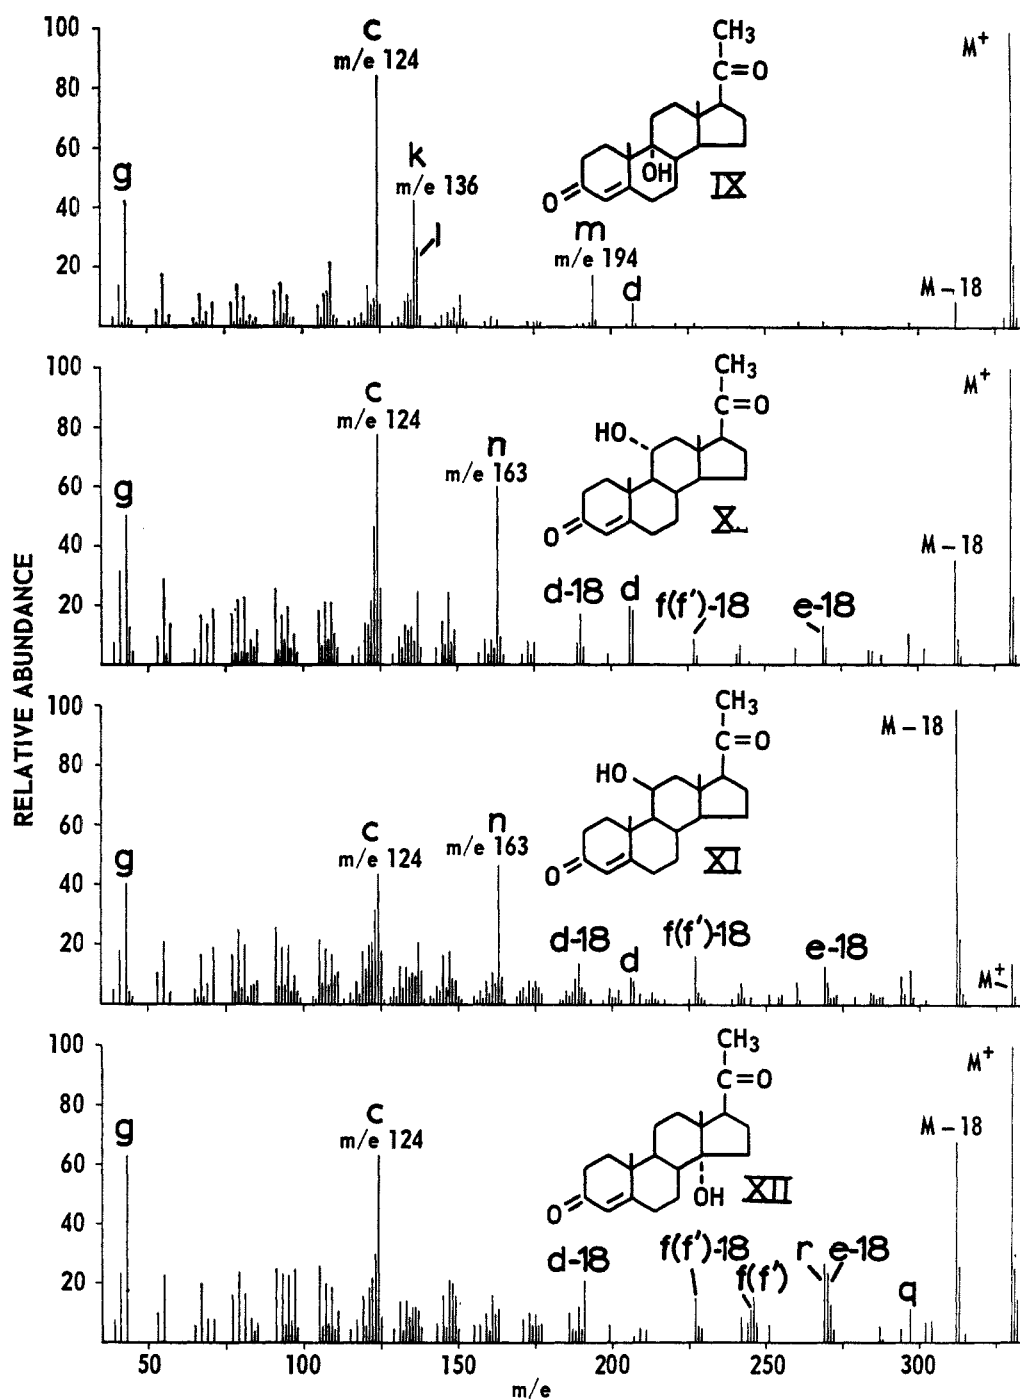 RELATIVE ABUNDANCE
100
80
60
40
20
g
c
m/e 124
k
m/e 136
l
m
m/e 194
d
M – 18
M+
CH3
C=O
OH
O
IX
100
80
60
40
20
g
c
m/e 124
n
m/e 163
d-18
d
f(f')-18
e-18
M – 18
M+
CH3
C=O
HO
O
X
100
80
60
40
20
g
c
m/e 124
n
m/e 163
d-18
d
f(f')-18
e-18
M – 18
M+
CH3
C=O
HO
O
XI
100
80
60
40
20
g
c
m/e 124
d-18
f(f')-18
f(f')
r
e-18
q
M – 18
M+
CH3
C=O
OH
O
XII
50
100
150
200
250
300
m/e